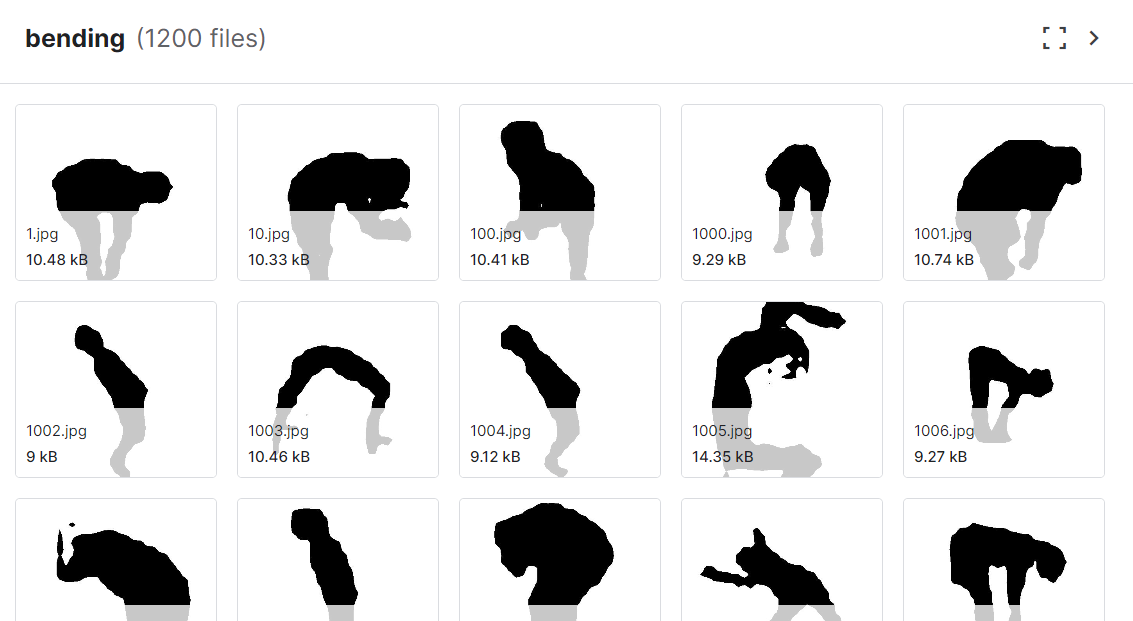 bending (1200 files)
1.jpg
10.48 kB
10.jpg
10.33 kB
100.jpg
10.41 kB
1000.jpg
9.29 kB
1001.jpg
10.74 kB
1002.jpg
9 kB
1003.jpg
10.46 kB
1004.jpg
9.12 kB
1005.jpg
14.35 kB
1006.jpg
9.27 kB